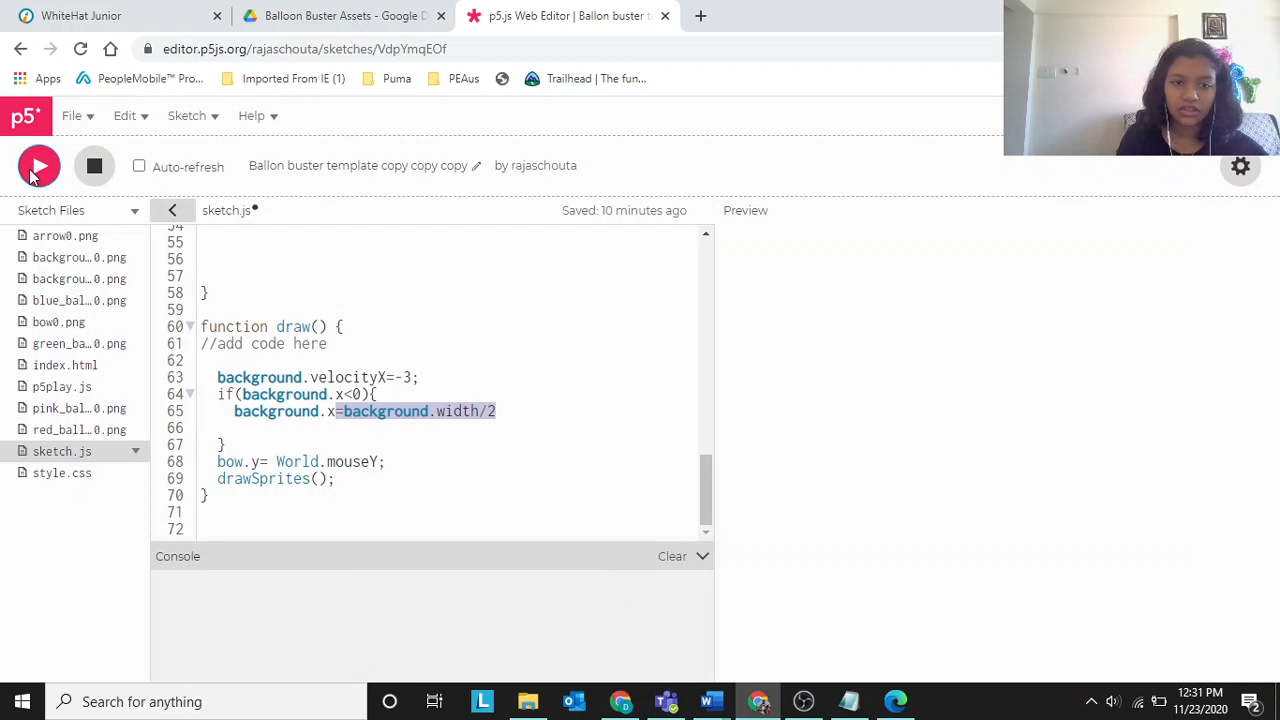 WhiteHat Junior
Balloon Buster Assets - Google D
p5.js Web Editor | Ballon buster te
editor.p5js.org/rajaschouta/sketches/VdpYmqEOf
Apps
PeopleMobile™ Pro...
Imported From IE (1)
Puma
PEAus
Trailhead | The fun...
p5*
File
Edit
Sketch
Help
Auto-refresh
Ballon buster template copy copy copy
by rajaschouta
Sketch Files
sketch.js
Saved: 10 minutes ago
Preview
arrow0.png
backgrou...0.png
backgrou...0.png
blue_bal...0.png
bow0.png
green_ba...0.png
index.html
p5play.js
pink_bal...0.png
red_ball...0.png
sketch.js
style.css
54
55
56
57
58 }
59
60 function draw() {
61 //add code here
62
63 background.velocityX=-3;
64 if(background.x<0){
65 background.x=background.width/2
66
67 }
68 bow.y= World.mouseY;
69 drawSprites();
70 }
71
72
Console
Clear
Search for anything
12:31 PM
11/23/2020
2